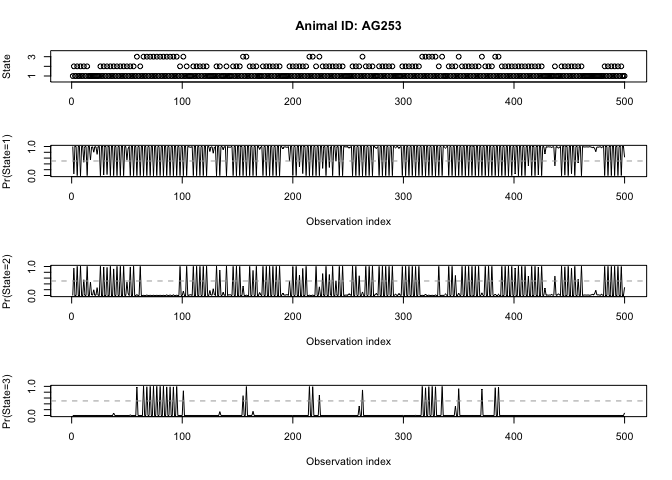 Animal ID: AG253
State
3
1
0 100 200 300 400 500
Pr(State=1)
1.0
0.0
0 100 200 300 400 500
Observation index
Pr(State=2)
1.0
0.0
0 100 200 300 400 500
Observation index
Pr(State=3)
1.0
0.0
0 100 200 300 400 500
Observation index